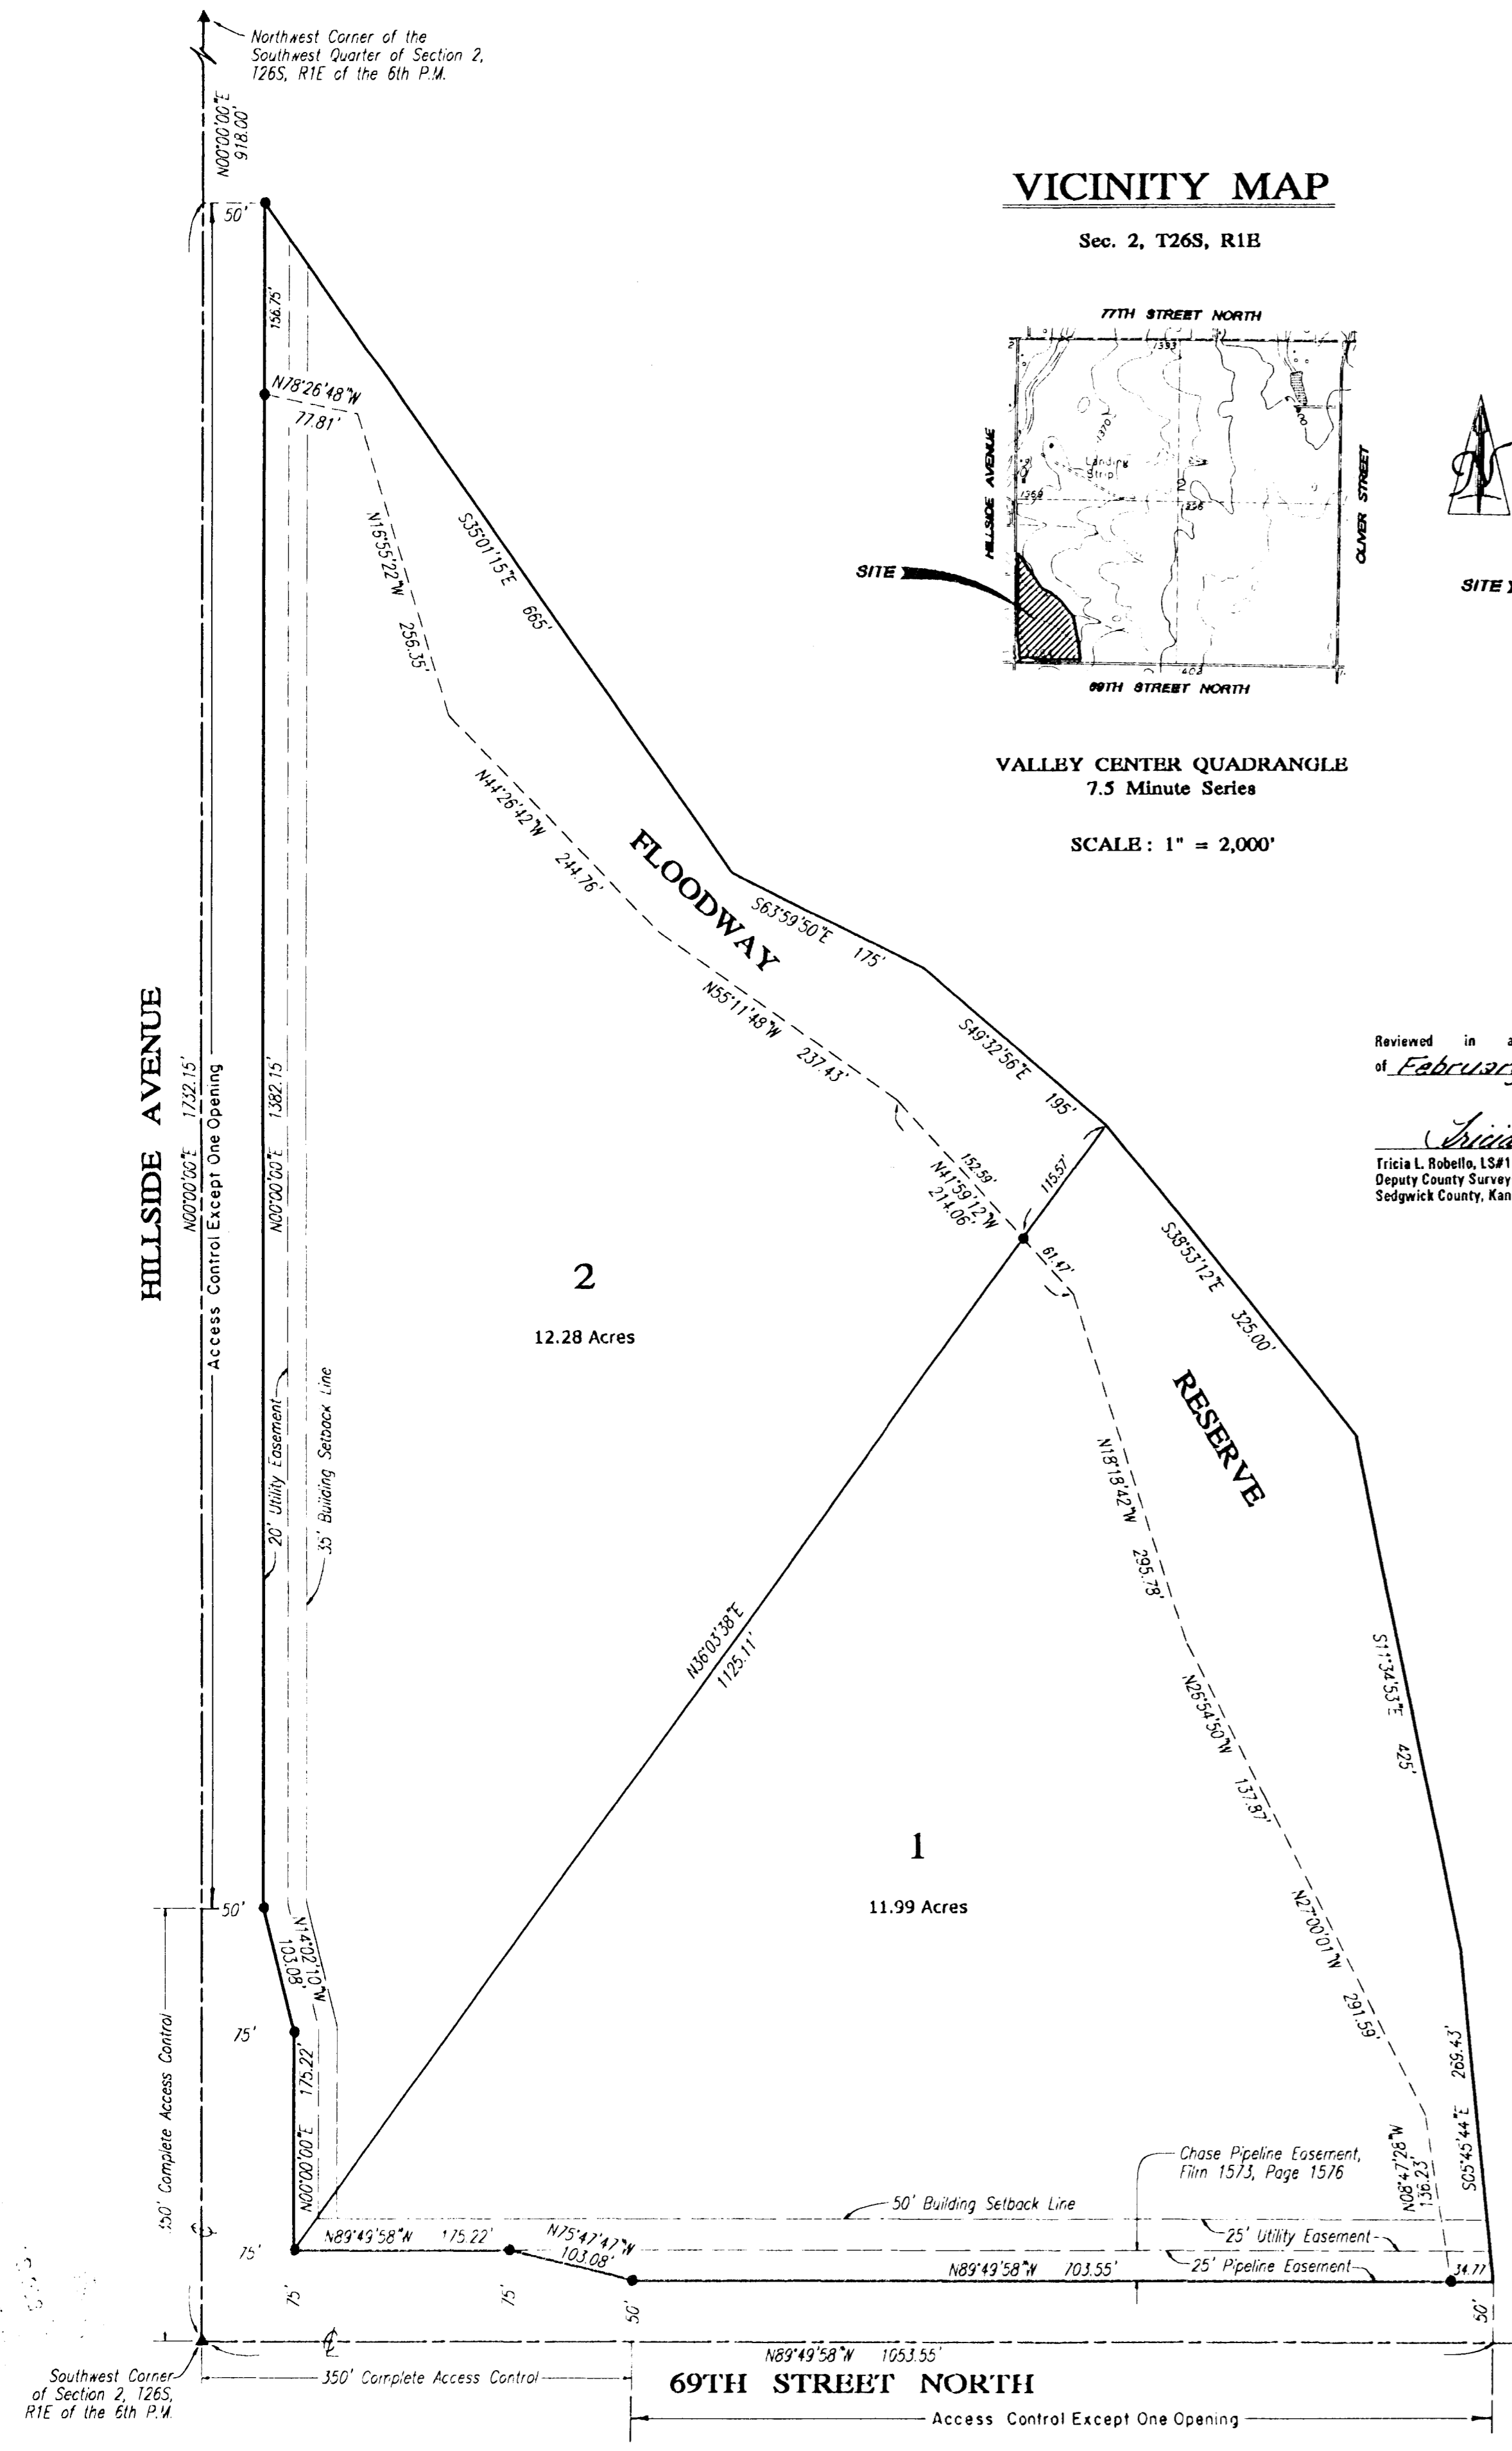 Northwest Corner of the
Southwest Quarter of Section 2,
T26S, R1E of the 6th P.M.
N00°00'00"E
918.00'
50'
156.75'
N78°26'48"W
77.81'
N16°55'22"W 256.35'
S35°01'15"E 665'
N44°26'42"W 244.76'
FLOODWAY
S63°59'50"E 175'
N55°11'48"W 237.43'
S49°32'56"E 195'
152.59'
N41°59'12"W
214.06'
115.57'
61.47'
S38°53'12"E 325.00'
RESERVE
N18°18'42"W 295.78'
S11°34'53"E 425'
N26°54'50"W 137.87'
N27°00'01"W 291.59'
S05°45'44"E 269.43'
N08°47'28"W
136.23'
VICINITY MAP
Sec. 2, T26S, R1E
77TH STREET NORTH
HILLSIDE AVENUE
OLIVER STREET
1393
1370
Landing
Strip
2
1356
402
SITE
69TH STREET NORTH
VALLEY CENTER QUADRANGLE
7.5 Minute Series
SCALE: 1" = 2,000'
N
SITE
Reviewed in a
of Februar
Tricia
Tricia L. Robello, LS#1
Deputy County Survey
Sedgwick County, Kan
HILLSIDE AVENUE
N00°00'00"E 1732.15'
Access Control Except One Opening
N00°00'00"E 1382.15'
20' Utility Easement
35' Building Setback Line
2
12.28 Acres
N36°03'38"E
1125.11'
1
11.99 Acres
50'
N14°02'10"W
103.08'
75'
N00°00'00"E 175.22'
350' Complete Access Control
75'
N89°49'58"W 175.22'
N75°47'47"W
103.08'
50' Building Setback Line
Chase Pipeline Easement,
Film 1573, Page 1576
25' Utility Easement
25' Pipeline Easement
N89°49'58"W 703.55'
34.77
75'
75'
50'
50'
N89°49'58"W 1053.55'
Southwest Corner
of Section 2, T26S,
R1E of the 6th P.M.
350' Complete Access Control
69TH STREET NORTH
Access Control Except One Opening